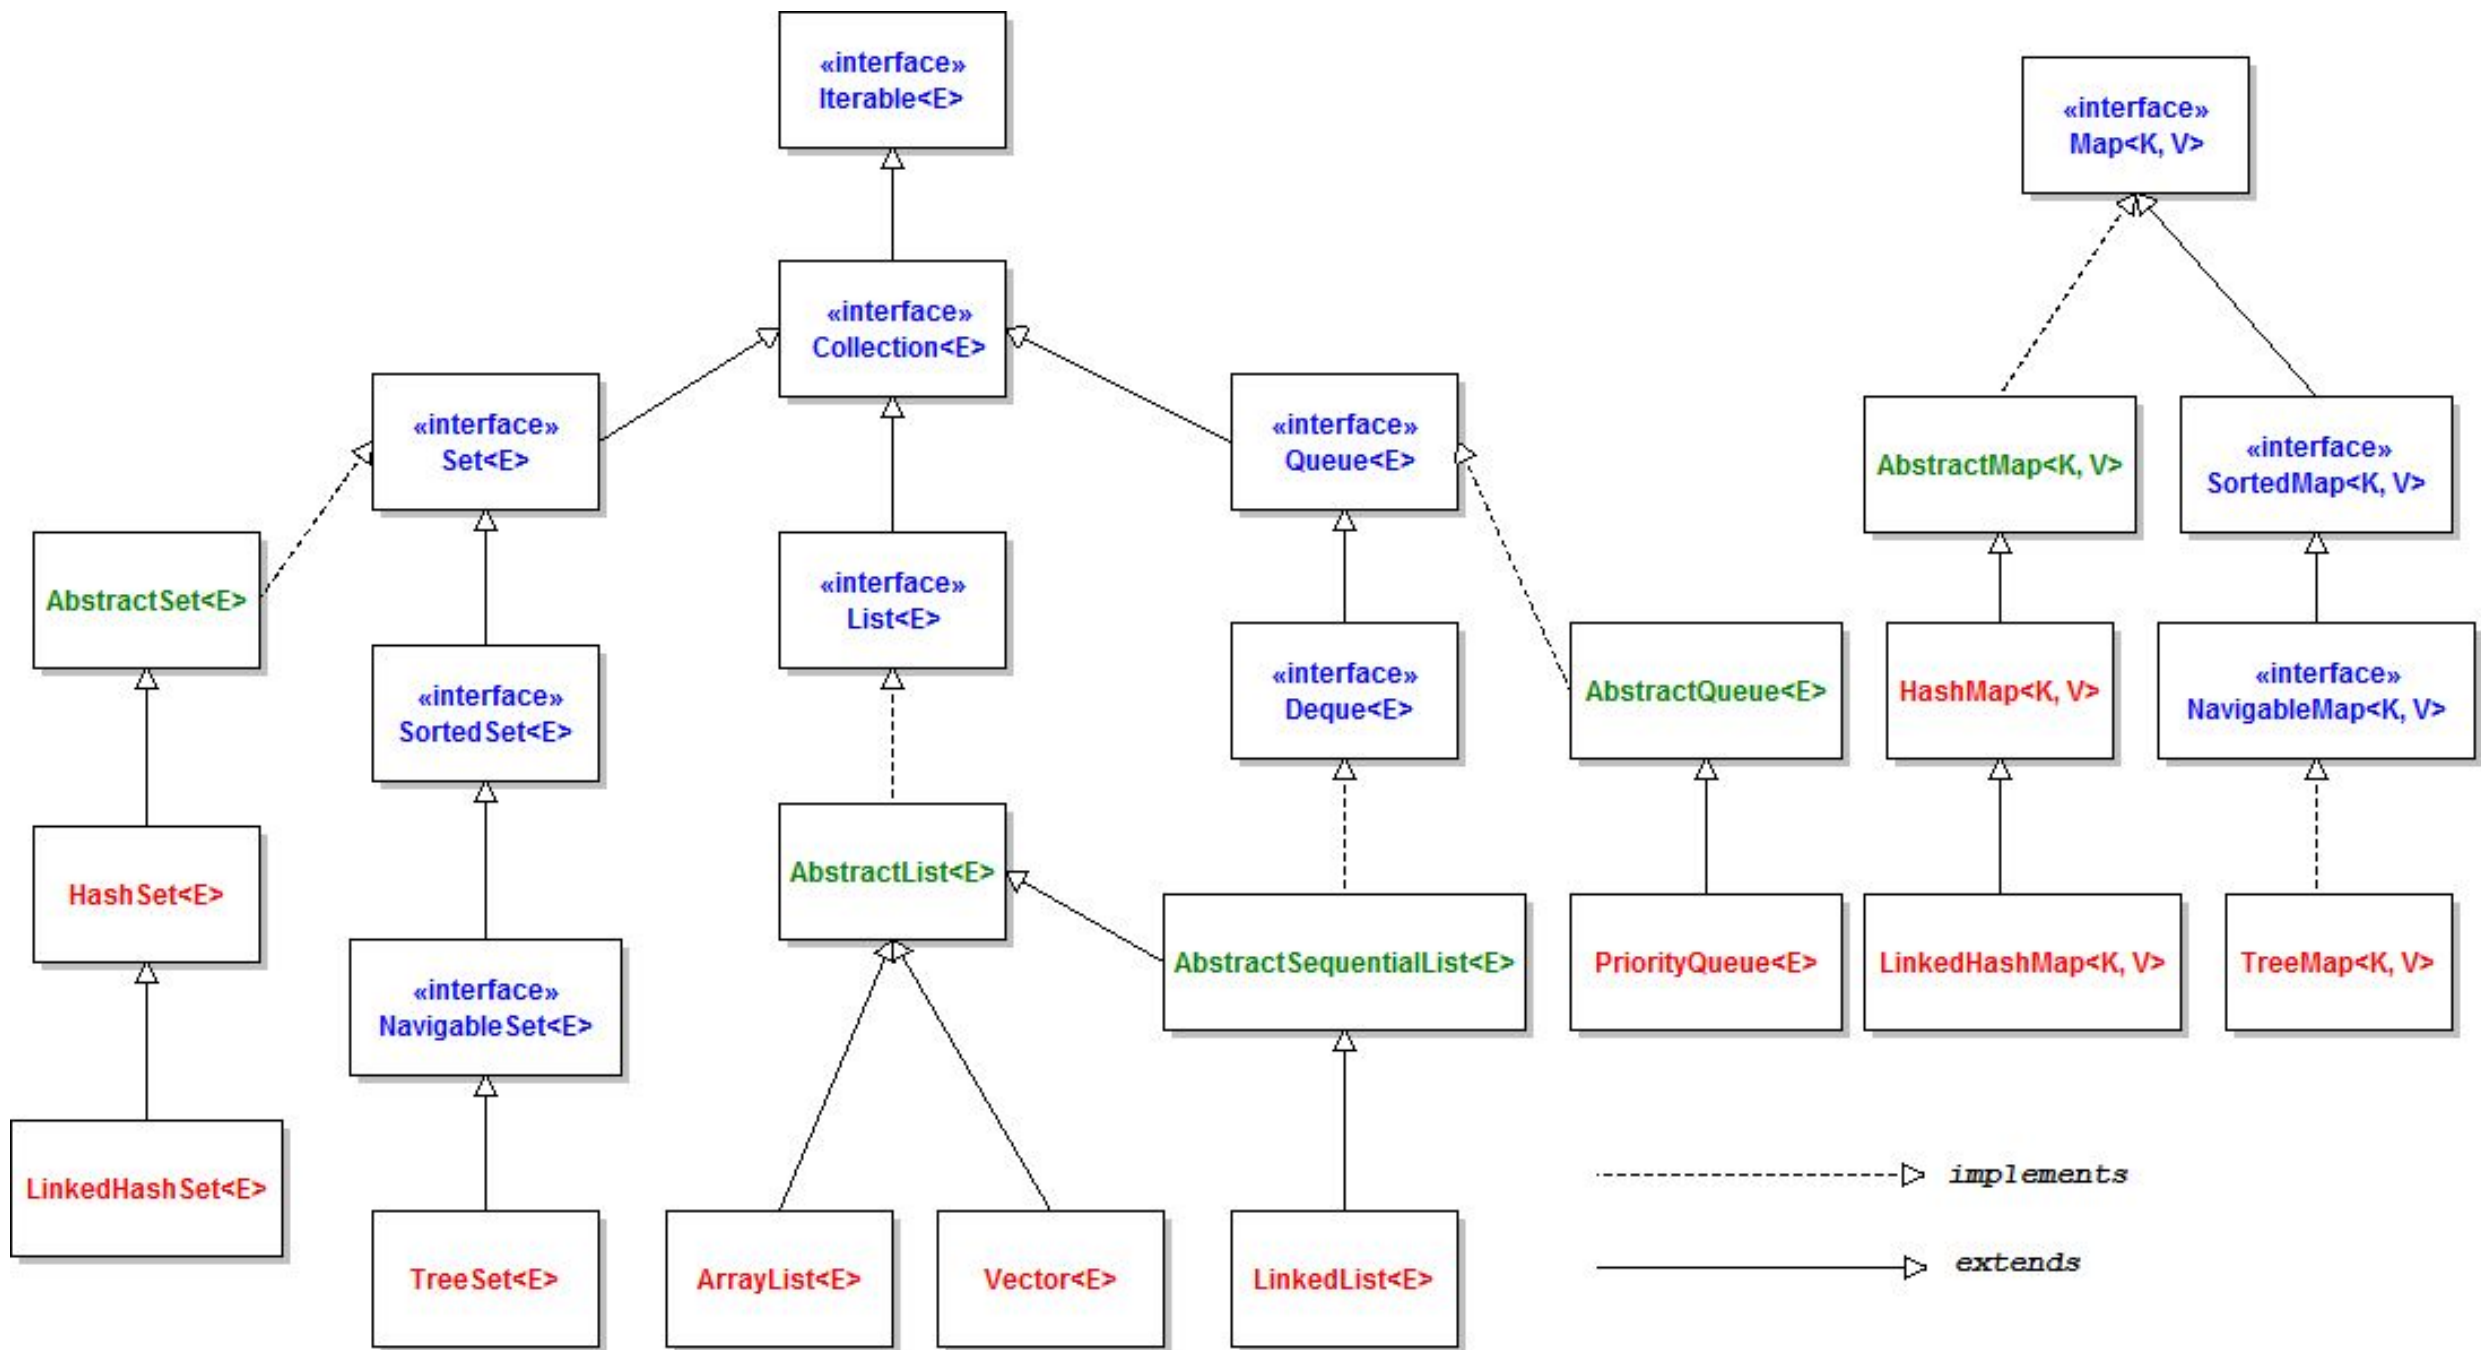 «interface»
Iterable<E>
«interface»
Map<K, V>
«interface»
Collection<E>
«interface»
Set<E>
«interface»
Queue<E>
AbstractMap<K, V>
«interface»
SortedMap<K, V>
AbstractSet<E>
«interface»
List<E>
«interface»
SortedSet<E>
«interface»
Deque<E>
AbstractQueue<E>
HashMap<K, V>
«interface»
NavigableMap<K, V>
HashSet<E>
AbstractList<E>
«interface»
NavigableSet<E>
AbstractSequentialList<E>
PriorityQueue<E>
LinkedHashMap<K, V>
TreeMap<K, V>
LinkedHashSet<E>
TreeSet<E>
ArrayList<E>
Vector<E>
LinkedList<E>
implements
extends